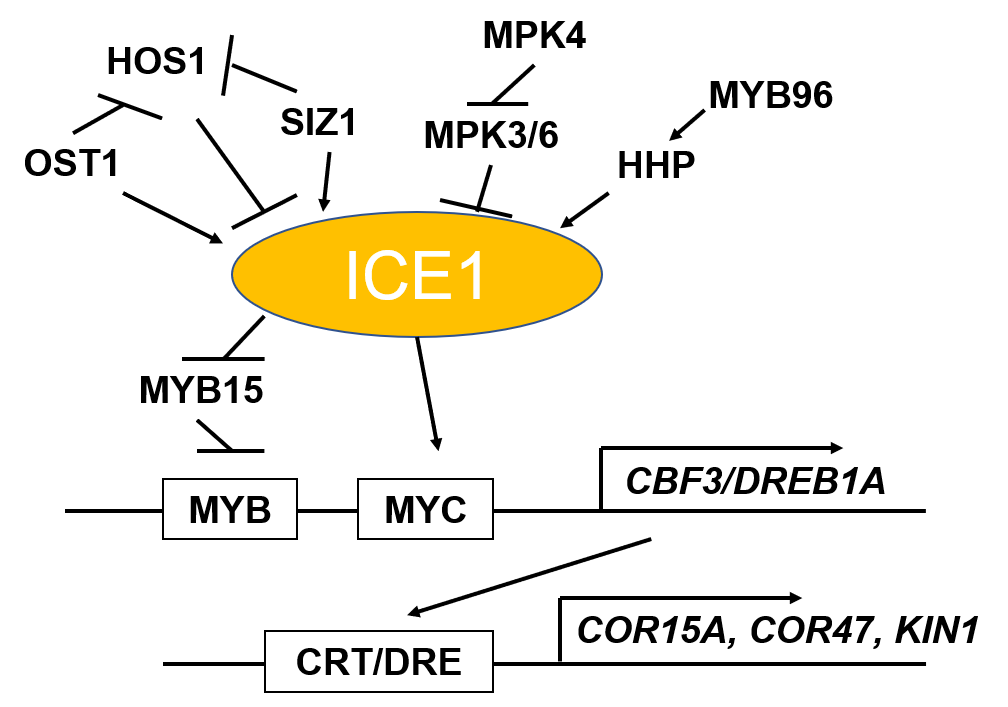 MPK4
HOS1
MYB96
SIZ1
MPK3/6
OST1
HHP
ICE1
MYB15
CBF3/DREB1A
MYB
MYC
COR15A, COR47, KIN1
CRT/DRE